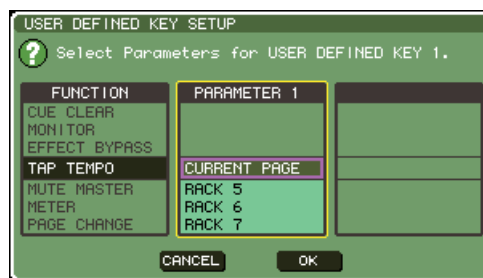 USER DEFINED KEY SETUP
? Select Parameters for USER DEFINED KEY 1.
FUNCTION
CUE CLEAR
MONITOR
EFFECT BYPASS
TAP TEMPO
MUTE MASTER
METER
PAGE CHANGE
PARAMETER 1
CURRENT PAGE
RACK 5
RACK 6
RACK 7
CANCEL
OK